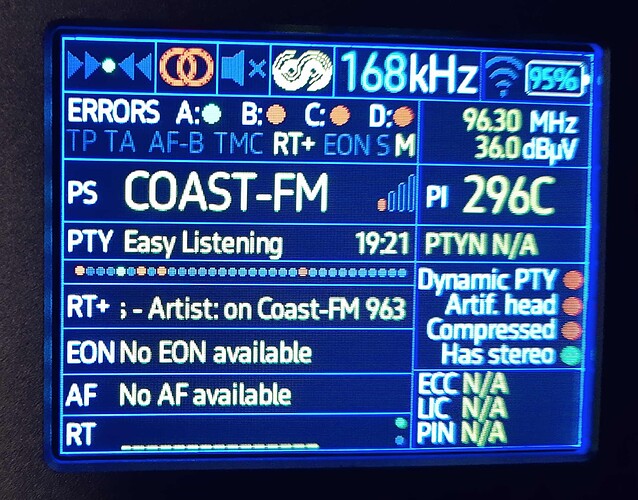 168kHz 95%
ERRORS A: B: C: D:
TP TA AF-B TMC RT+ EON S M
96.30 MHz
36.0 dBµV
PS COAST-FM
PI 296C
PTY Easy Listening 19:21
PTYN N/A
RT+ ; - Artist: on Coast-FM 963
Dynamic PTY
Artif. head
Compressed
Has stereo
EON No EON available
AF No AF available
RT
ECC N/A
LIC N/A
PIN N/A